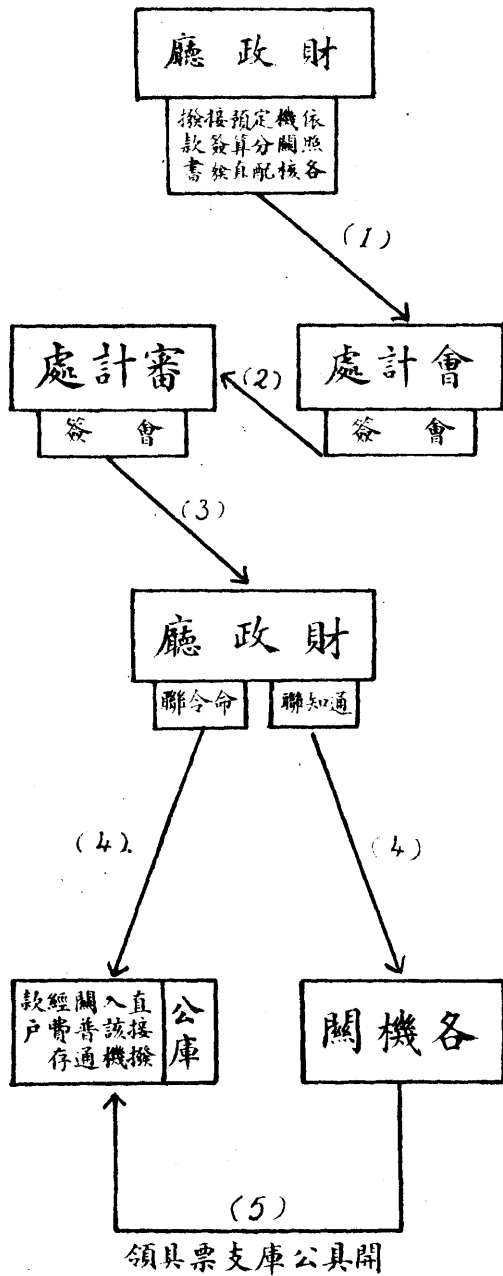 財政廳
依照各
機關核
定分配
預算直
接簽發
撥款書
(1)
會計處
會簽
(2)
審計處
會簽
(3)
財政廳
通知聯
命令聯
(4)
(4)
各機關
公庫
直接撥
入該機
關普通
經費存
款戶
(5)
開具公庫支票具領